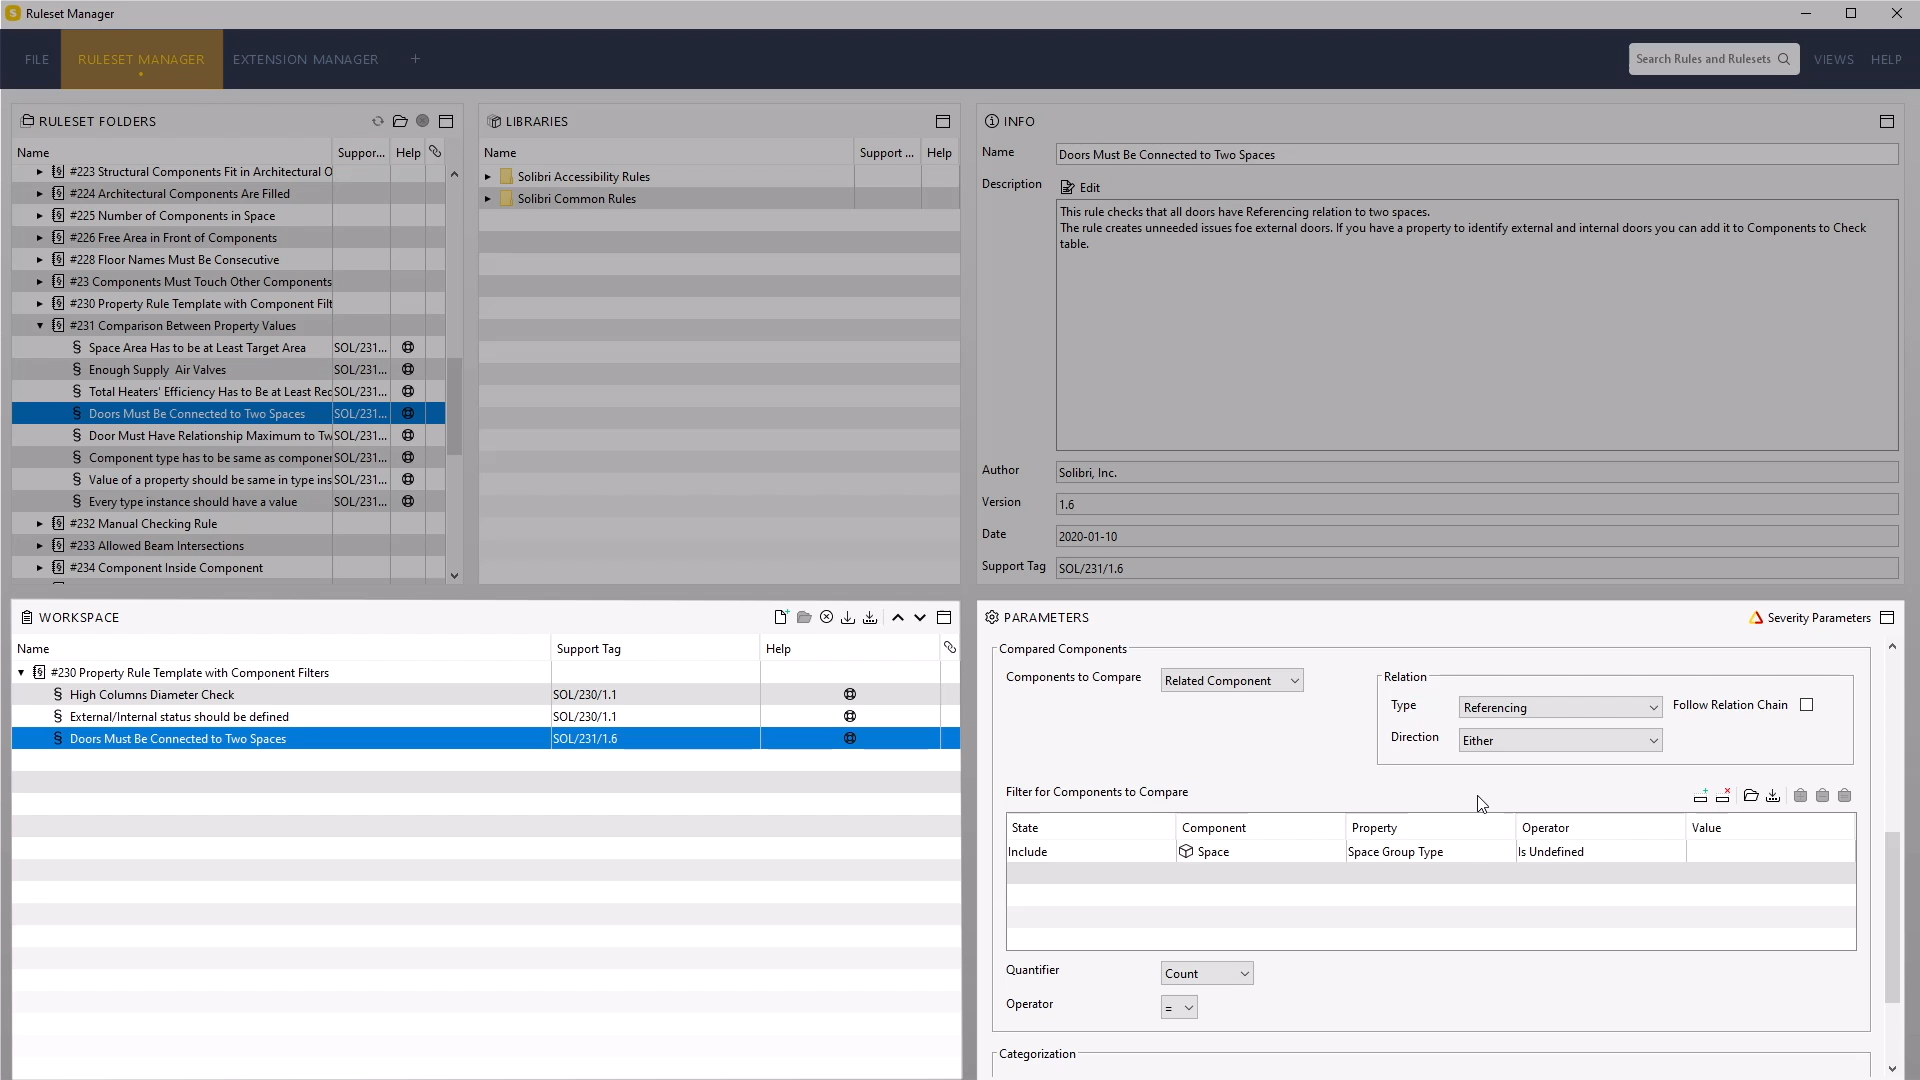 Ruleset Manager
FILE
RULESET MANAGER
EXTENSION MANAGER
Search Rules and Rulesets
VIEWS
HELP
RULESET FOLDERS
Name Suppor... Help
#223 Structural Components Fit in Architectural O
#224 Architectural Components Are Filled
#225 Number of Components in Space
#226 Free Area in Front of Components
#228 Floor Names Must Be Consecutive
#23 Components Must Touch Other Components
#230 Property Rule Template with Component Filt
#231 Comparison Between Property Values
§ Space Area Has to be at Least Target Area SOL/231...
§ Enough Supply  Air Valves SOL/231...
§ Total Heaters' Efficiency Has to Be at Least Rec SOL/231...
§ Doors Must Be Connected to Two Spaces SOL/231...
§ Door Must Have Relationship Maximum to Tw SOL/231...
§ Component type has to be same as componer SOL/231...
§ Value of a property should be same in type ins SOL/231...
§ Every type instance should have a value SOL/231...
#232 Manual Checking Rule
#233 Allowed Beam Intersections
#234 Component Inside Component
LIBRARIES
Name Support ... Help
Solibri Accessibility Rules
Solibri Common Rules
INFO
Name Doors Must Be Connected to Two Spaces
Description Edit
This rule checks that all doors have Referencing relation to two spaces.
The rule creates unneeded issues foe external doors. If you have a property to identify external and internal doors you can add it to Components to Check
table.
Author Solibri, Inc.
Version 1.6
Date 2020-01-10
Support Tag SOL/231/1.6
WORKSPACE
Name Support Tag Help
#230 Property Rule Template with Component Filters
§ High Columns Diameter Check SOL/230/1.1
§ External/Internal status should be defined SOL/230/1.1
§ Doors Must Be Connected to Two Spaces SOL/231/1.6
PARAMETERS
Severity Parameters
Compared Components
Components to Compare Related Component
Relation
Type Referencing Follow Relation Chain
Direction Either
Filter for Components to Compare
State Component Property Operator Value
Include Space Space Group Type Is Undefined
Quantifier Count
Operator =
Categorization